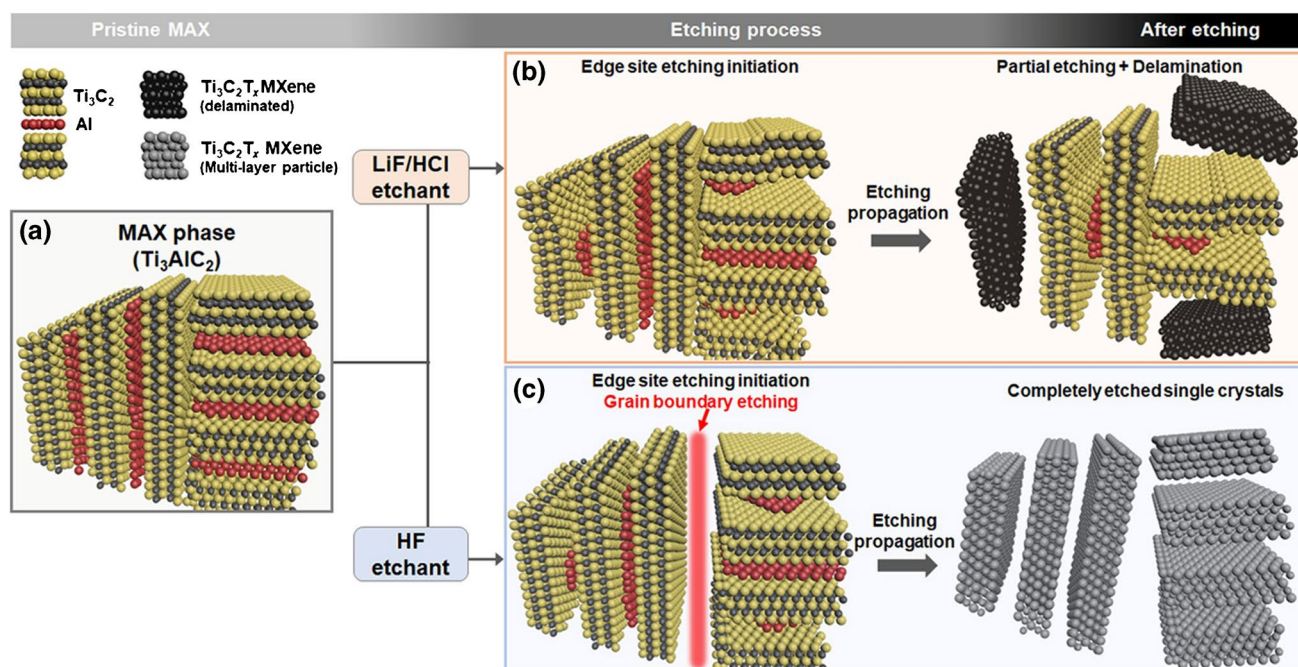 Pristine MAX
Etching process
After etching
Ti₃C₂
Al
Ti₃C₂Tₓ MXene
(delaminated)
Ti₃C₂Tₓ MXene
(Multi-layer particle)
(a)
MAX phase
(Ti₃AlC₂)
LiF/HCl
etchant
HF
etchant
(b)
Edge site etching initiation
Etching
propagation
Partial etching + Delamination
(c)
Edge site etching initiation
Grain boundary etching
Etching
propagation
Completely etched single crystals